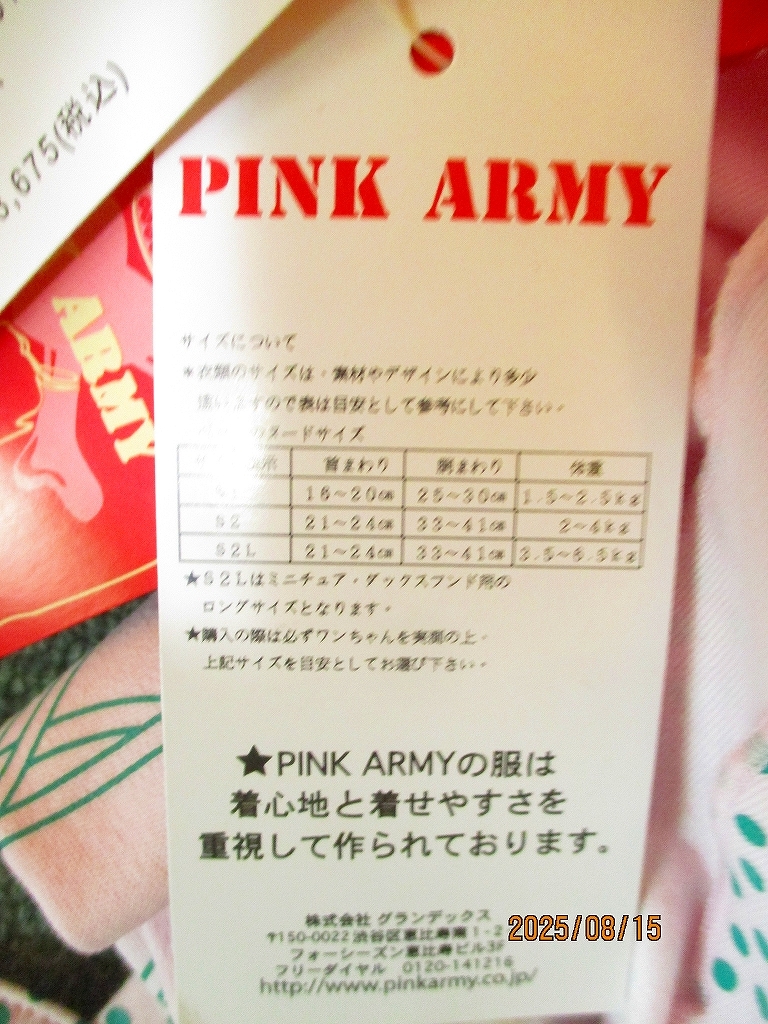 ,675(税込)
ARMY
PINK ARMY
サイズについて
★衣類のサイズは・素材やデザインにより多少
違いますので表は目安として参考にして下さい・
のヌードサイズ
首まわり 胴まわり 体重
16~20㎝ 25~30㎝ 1.5~2.5kg
S2 21~24㎝ 33~41㎝ 2~4kg
S2L 21~24㎝ 33~41㎝ 3.5~6.5kg
★S2Lはミニチュア・ダックスフンド用の
ロングサイズとなります・
★購入の際は必ずワンちゃんを実測の上・
上記サイズを目安としてお選び下さい・
★PINK ARMYの服は
着心地と着せやすさを
重視して作られております。
株式会社 グランデックス
〒150-0022 渋谷区恵比寿南1-2
フォーシーズン恵比寿ビル3F
フリーダイヤル 0120-141216
http://www.pinkarmy.co.jp/
2025/08/15